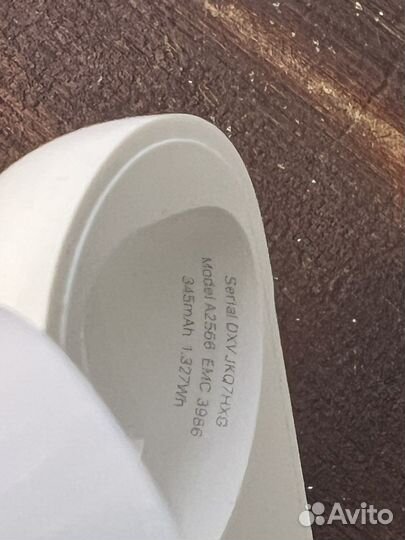 Serial DXVJKQ7HXG
Model A2566 EMC 3986
345mAh 1.327Wh
Avito